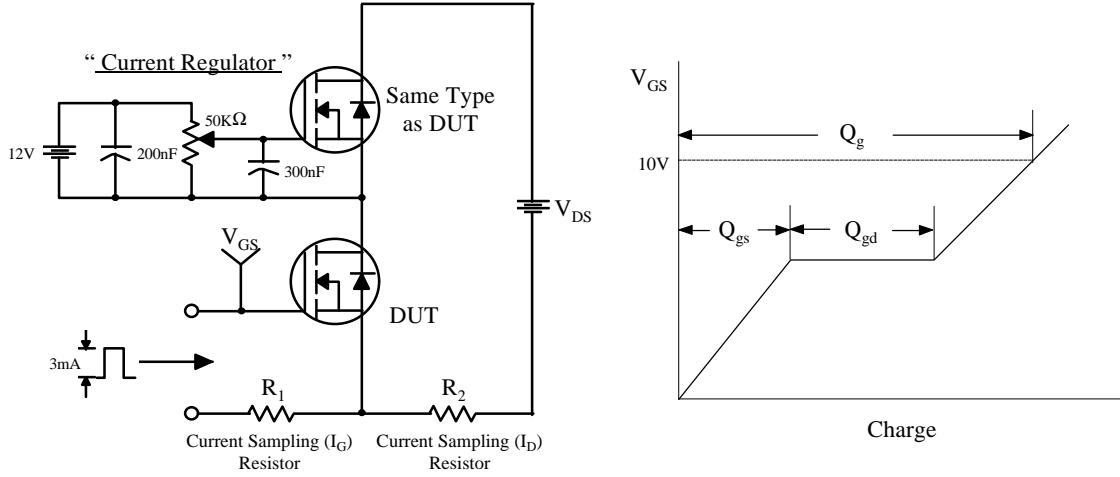 “ Current Regulator ”
50KΩ
12V
200nF
300nF
Same Type
as DUT
V_DS
V_GS
DUT
3mA
R_1
R_2
Current Sampling (I_G)
Resistor
Current Sampling (I_D)
Resistor
V_GS
Q_g
10V
Q_gs
Q_gd
Charge